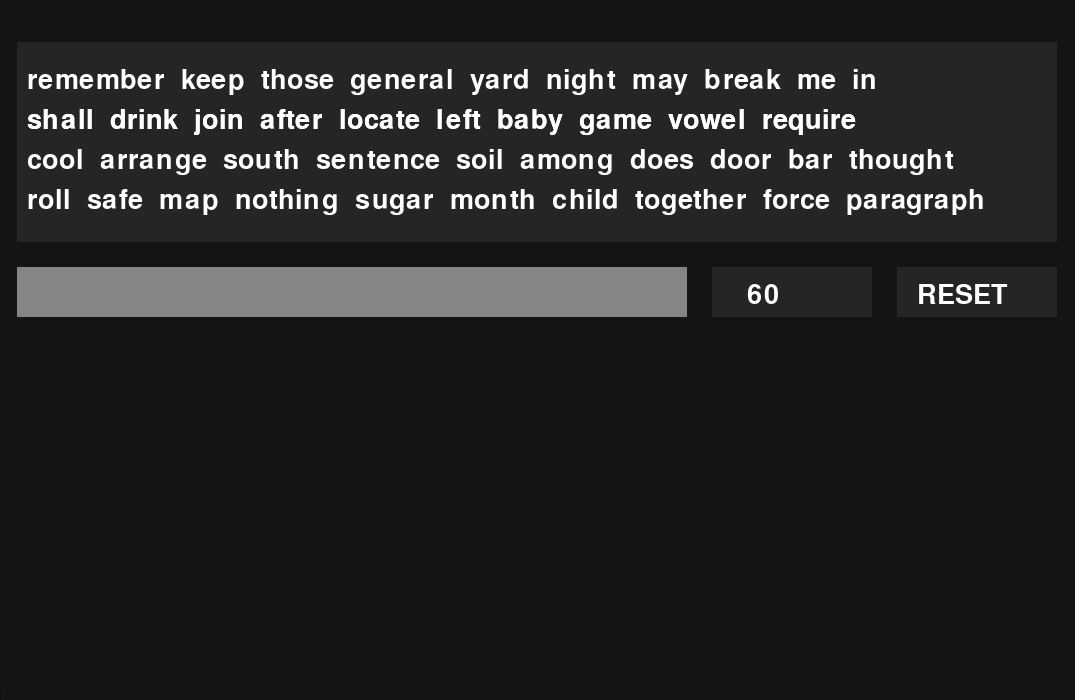 remember keep those general yard night may break me in
shall drink join after locate left baby game vowel require
cool arrange south sentence soil among does door bar thought
roll safe map nothing sugar month child together force paragraph
60 RESET